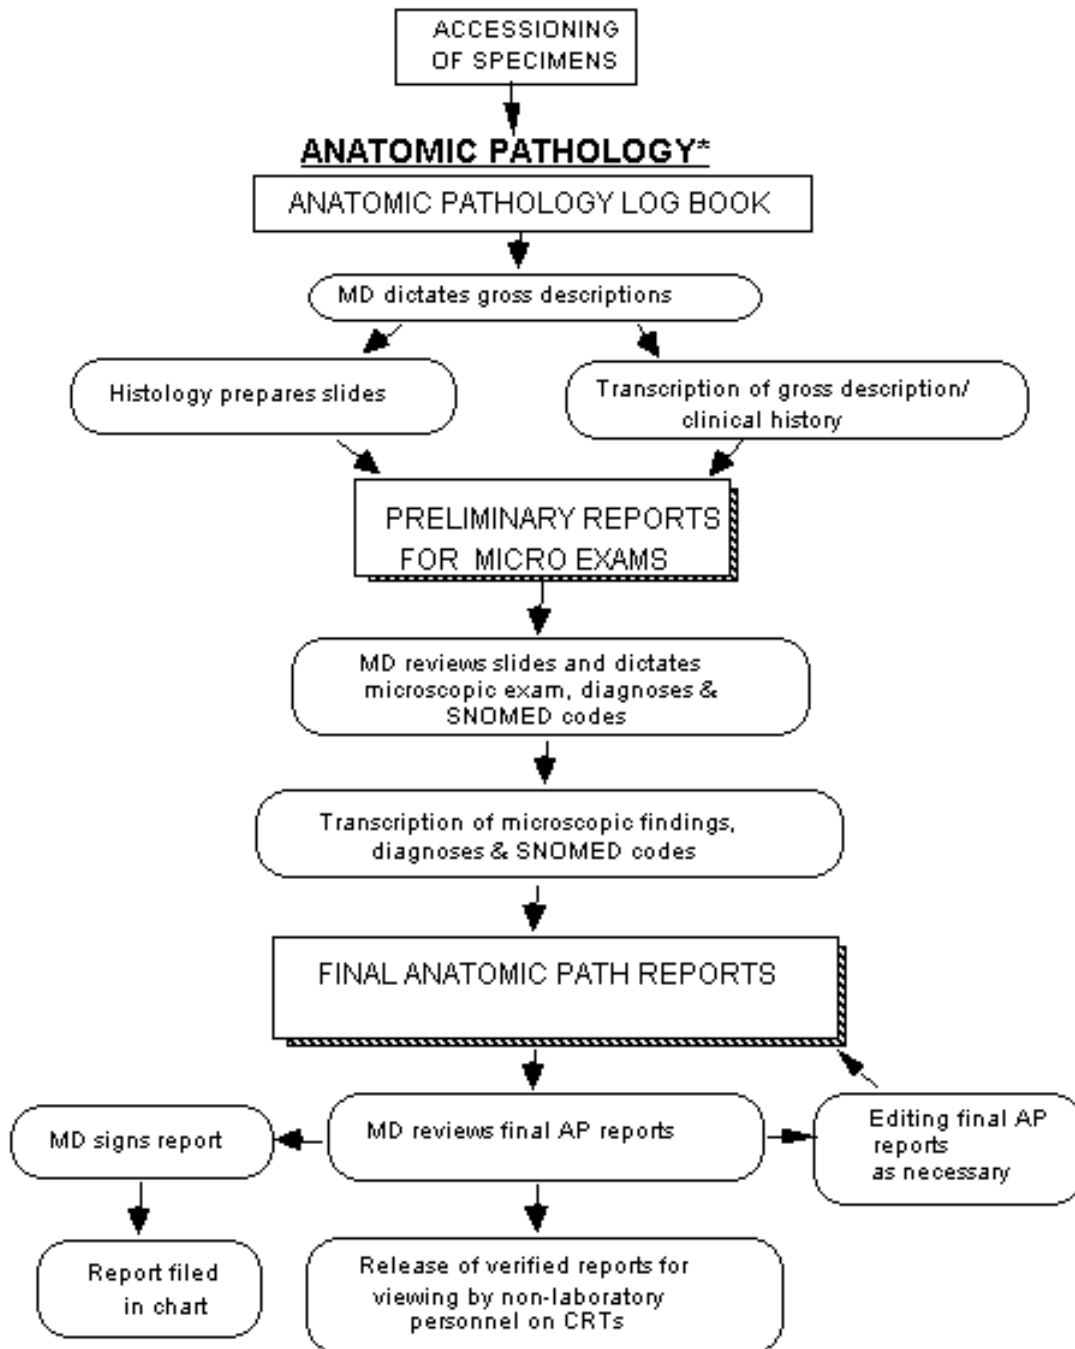 ACCESSIONING
OF SPECIMENS
ANATOMIC PATHOLOGY*
ANATOMIC PATHOLOGY LOG BOOK
MD dictates gross descriptions
Histology prepares slides
Transcription of gross description/
clinical history
PRELIMINARY REPORTS
FOR MICRO EXAMS
MD reviews slides and dictates
microscopic exam, diagnoses &
SNOMED codes
Transcription of microscopic findings,
diagnoses & SNOMED codes
FINAL ANATOMIC PATH REPORTS
MD signs report
MD reviews final AP reports
Editing final AP
reports
as necessary
Report filed
in chart
Release of verified reports for
viewing by non-laboratory
personnel on CRTs